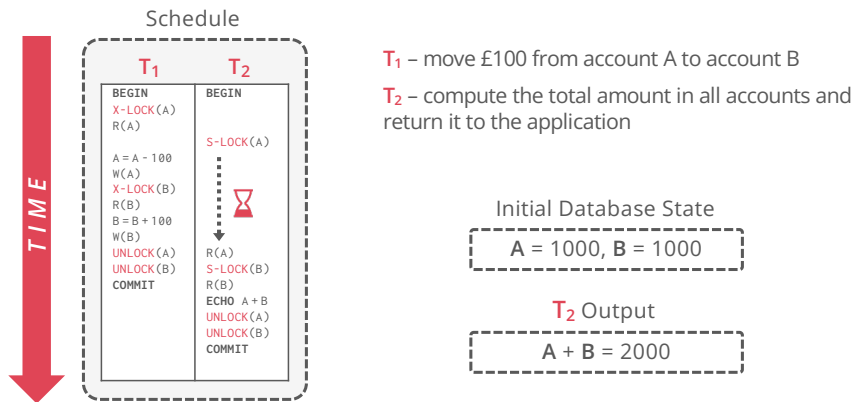 Schedule
TIME
T₁ T₂
BEGIN BEGIN
X-LOCK(A)
R(A)
S-LOCK(A)
A = A - 100
W(A)
X-LOCK(B)
R(B)
B = B + 100
W(B)
UNLOCK(A) R(A)
UNLOCK(B) S-LOCK(B)
COMMIT R(B)
ECHO A + B
UNLOCK(A)
UNLOCK(B)
COMMIT
T₁ – move £100 from account A to account B
T₂ – compute the total amount in all accounts and
return it to the application
Initial Database State
A = 1000, B = 1000
T₂ Output
A + B = 2000